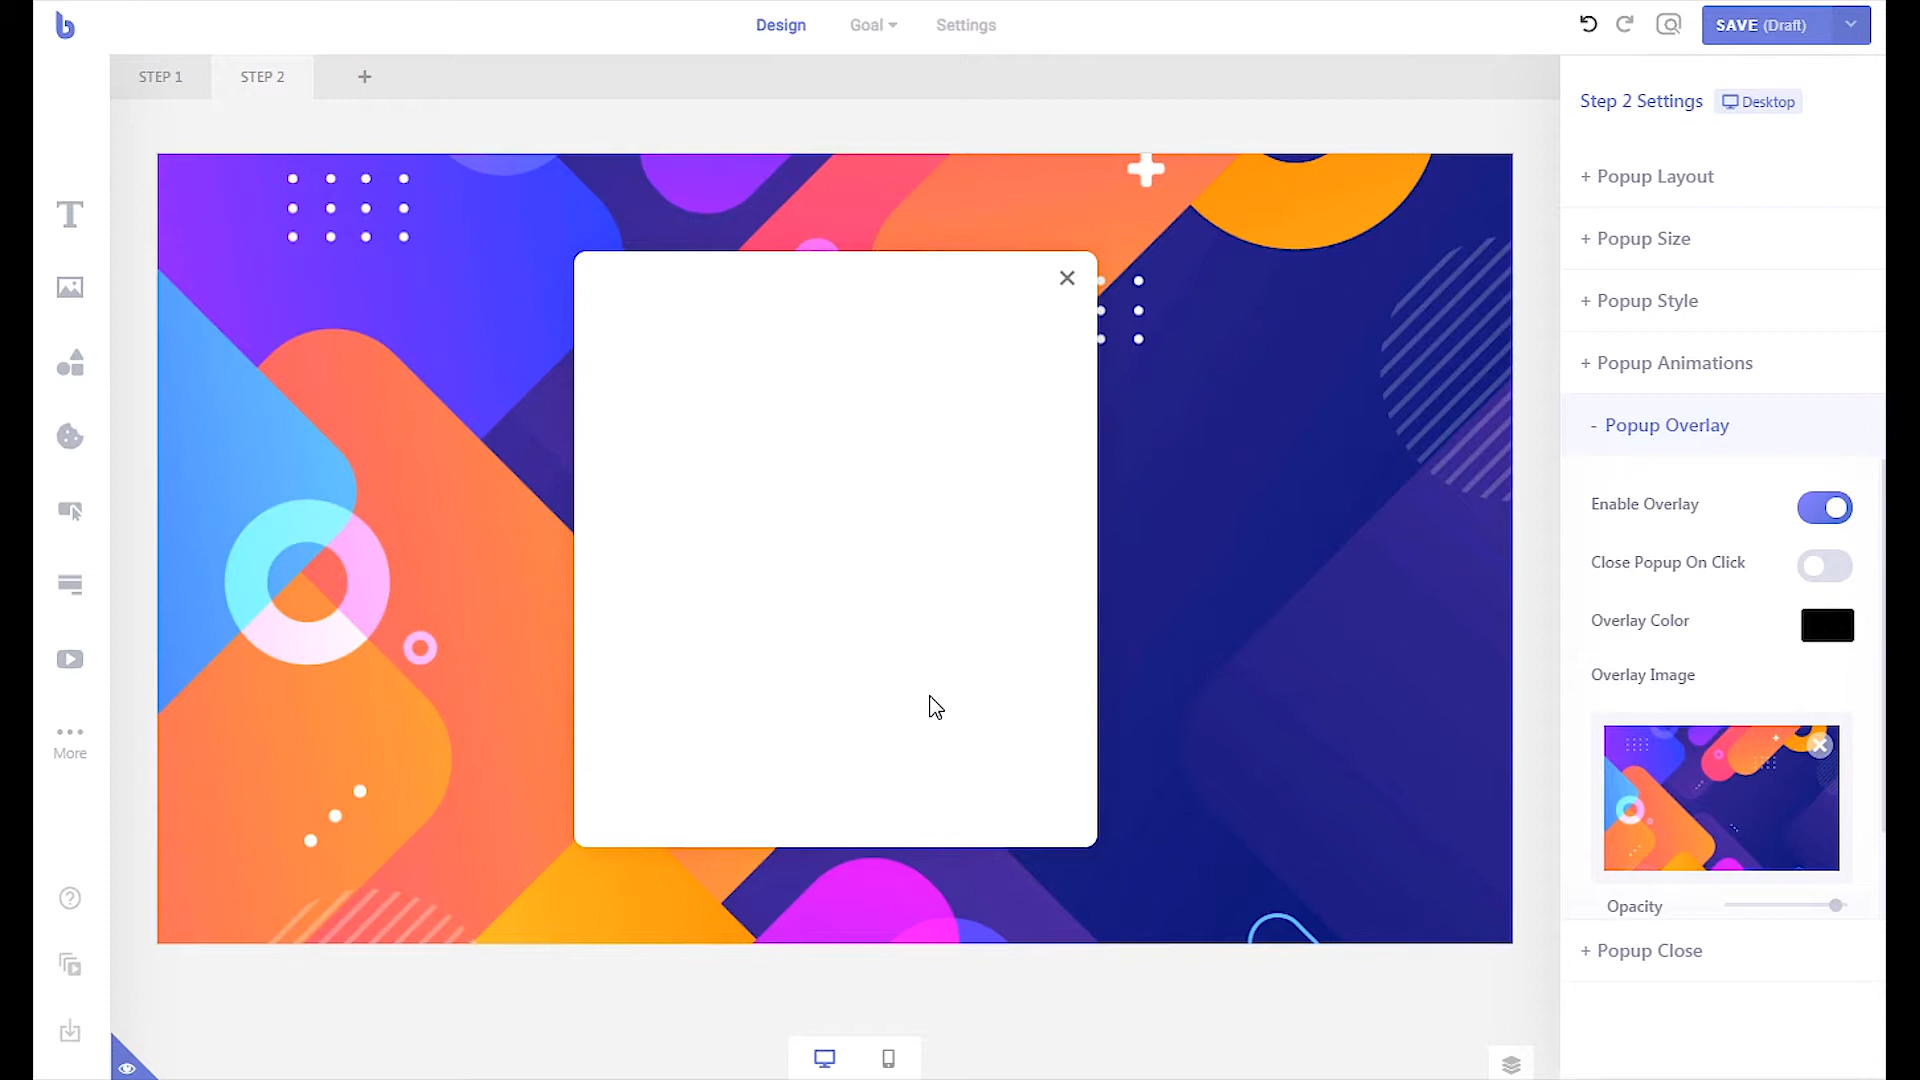 b
Design
Goal
Settings
SAVE (Draft)
STEP 1
STEP 2
+
Step 2 Settings
Desktop
+ Popup Layout
+ Popup Size
+ Popup Style
+ Popup Animations
- Popup Overlay
Enable Overlay
Close Popup On Click
Overlay Color
Overlay Image
Opacity
+ Popup Close
T
More